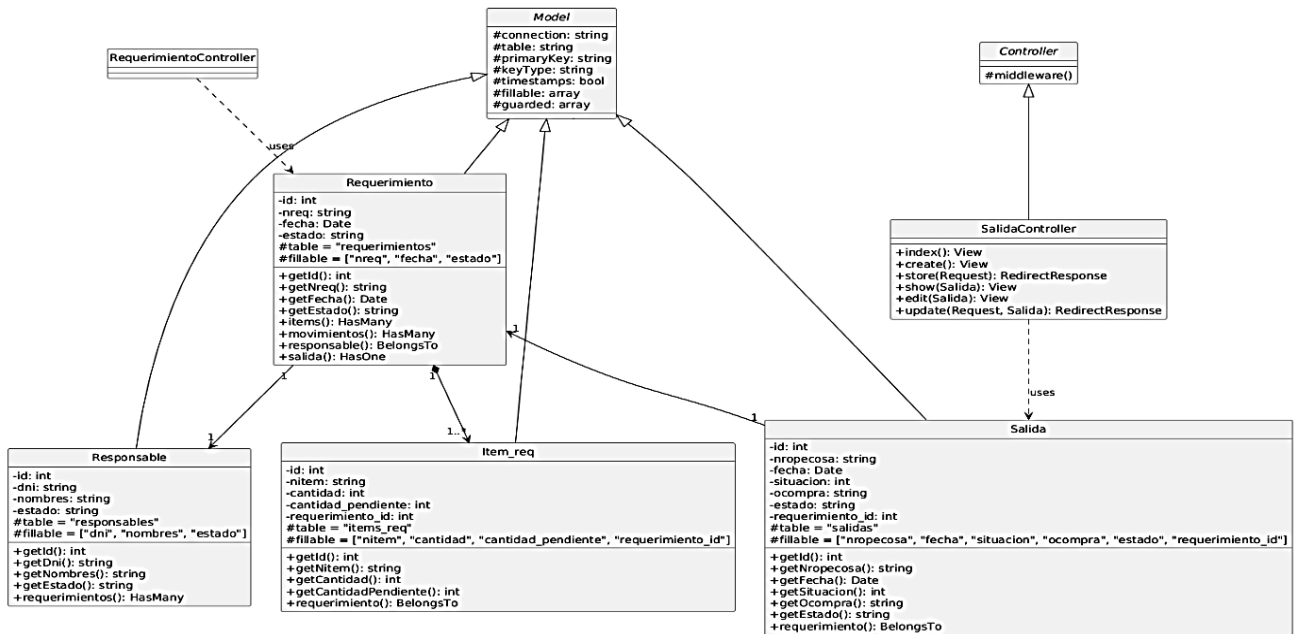 Model
#connection: string
#table: string
#primaryKey: string
#keyType: string
#timestamps: bool
#fillable: array
#guarded: array
RequerimientoController
Controller
#middleware()
uses
Requerimiento
-id: int
-nreq: string
-fecha: Date
-estado: string
#table = "requerimientos"
#fillable = ["nreq", "fecha", "estado"]
+getId(): int
+getNreq(): string
+getFecha(): Date
+getEstado(): string
+items(): HasMany
+movimientos(): HasMany
+responsable(): BelongsTo
+salida(): HasOne
SalidaController
+index(): View
+create(): View
+store(Request): RedirectResponse
+show(Salida): View
+edit(Salida): View
+update(Request, Salida): RedirectResponse
1
1
1
uses
1
1..*
1
Responsable
-id: int
-dni: string
-nombres: string
-estado: string
#table = "responsables"
#fillable = ["dni", "nombres", "estado"]
+getId(): int
+getDni(): string
+getNombres(): string
+getEstado(): string
+requerimientos(): HasMany
Item_req
-id: int
-nitem: string
-cantidad: int
-cantidad_pendiente: int
-requerimiento_id: int
#table = "items_req"
#fillable = ["nitem", "cantidad", "cantidad_pendiente", "requerimiento_id"]
+getId(): int
+getNitem(): string
+getCantidad(): int
+getCantidadPendiente(): int
+requerimiento(): BelongsTo
Salida
-id: int
-nropecosa: string
-fecha: Date
-situacion: int
-ocompra: string
-estado: string
-requerimiento_id: int
#table = "salidas"
#fillable = ["nropecosa", "fecha", "situacion", "ocompra", "estado", "requerimiento_id"]
+getId(): int
+getNropecosa(): string
+getFecha(): Date
+getSituacion(): int
+getOcompra(): string
+getEstado(): string
+requerimiento(): BelongsTo